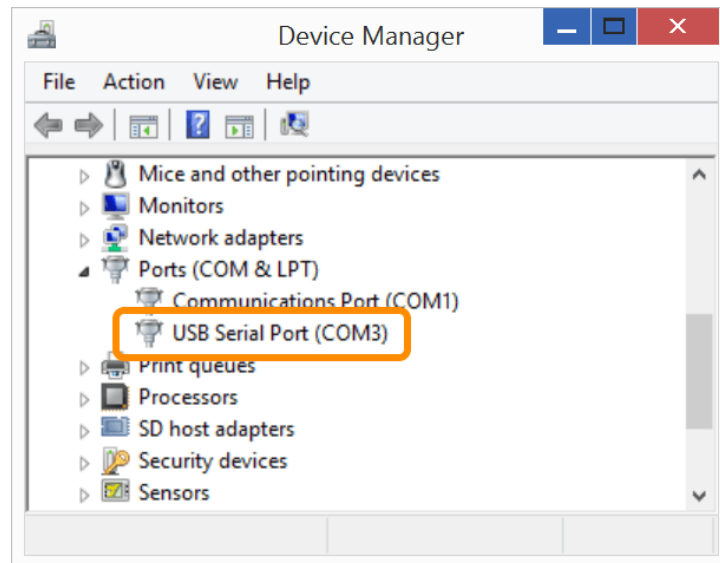 Device Manager
File Action View Help
Mice and other pointing devices
Monitors
Network adapters
Ports (COM & LPT)
Communications Port (COM1)
USB Serial Port (COM3)
Print queues
Processors
SD host adapters
Security devices
Sensors